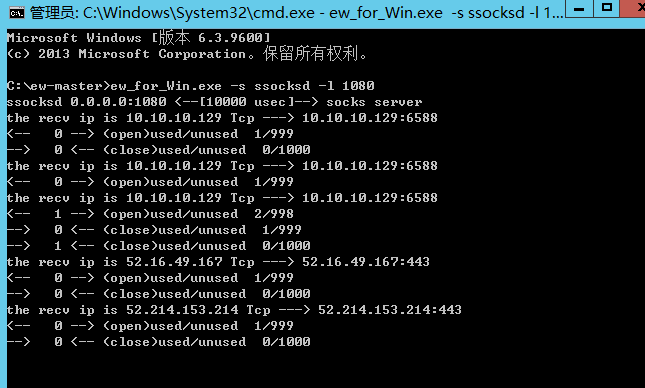 管理员: C:\Windows\System32\cmd.exe - ew_for_Win.exe  -s ssocksd -l 1...
Microsoft Windows [版本 6.3.9600]
(c) 2013 Microsoft Corporation。保留所有权利。
C:\ew-master>ew_for_Win.exe -s ssocksd -l 1080
ssocksd 0.0.0.0:1080 <--[10000 usec]--> socks server
the recv ip is 10.10.10.129 Tcp ---> 10.10.10.129:6588
<--   0 --> (open)used/unused  1/999
-->   0 <-- (close)used/unused  0/1000
the recv ip is 10.10.10.129 Tcp ---> 10.10.10.129:6588
<--   0 --> (open)used/unused  1/999
the recv ip is 10.10.10.129 Tcp ---> 10.10.10.129:6588
<--   1 --> (open)used/unused  2/998
-->   0 <-- (close)used/unused  1/999
-->   1 <-- (close)used/unused  0/1000
the recv ip is 52.16.49.167 Tcp ---> 52.16.49.167:443
<--   0 --> (open)used/unused  1/999
-->   0 <-- (close)used/unused  0/1000
the recv ip is 52.214.153.214 Tcp ---> 52.214.153.214:443
<--   0 --> (open)used/unused  1/999
-->   0 <-- (close)used/unused  0/1000